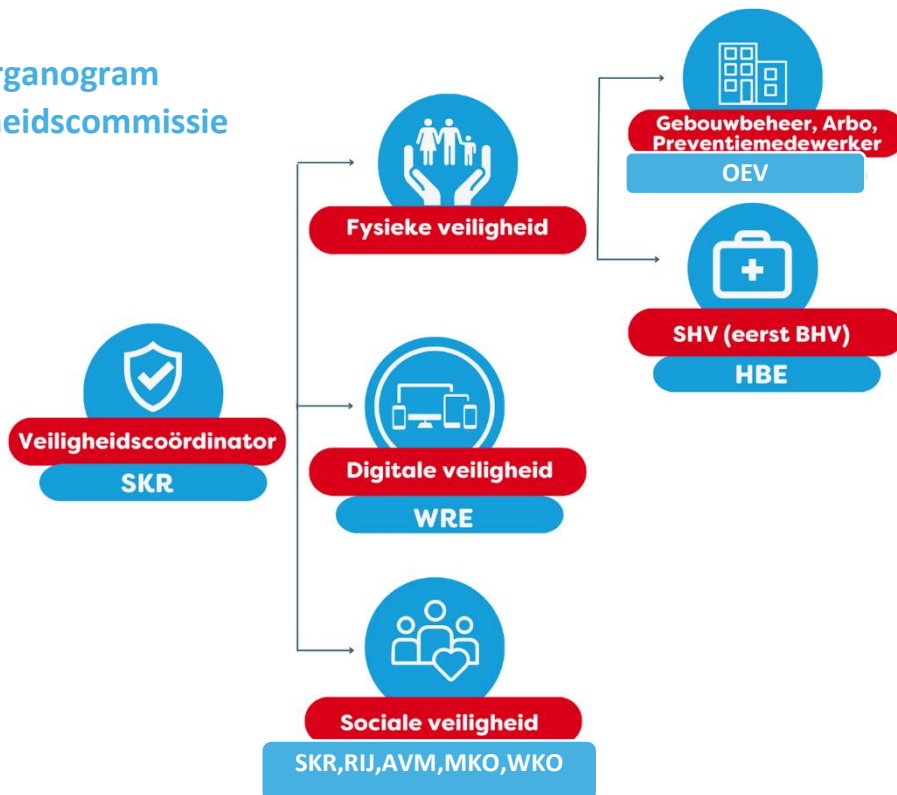 rganogram
eidscommissie
Gebouwbeheer, Arbo,
Preventiemedewerker
OEV
Fysieke veiligheid
SHV (eerst BHV)
HBE
Veiligheidscoördinator
SKR
Digitale veiligheid
WRE
Sociale veiligheid
SKR,RIJ,AVM,MKO,WKO